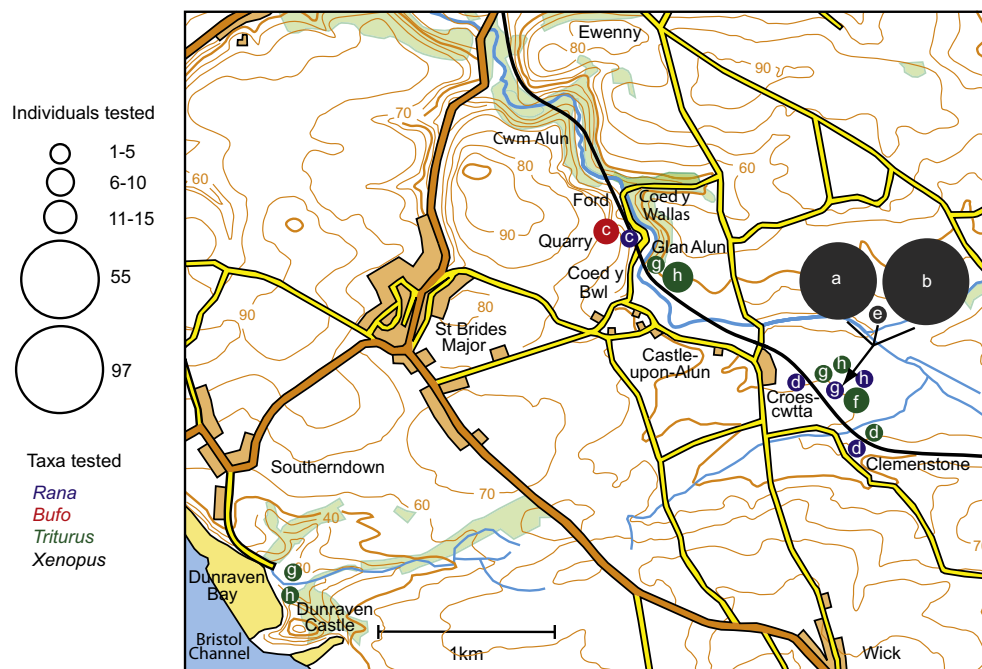 Individuals tested
1-5
6-10
11-15
55
97
Taxa tested
Rana
Bufo
Triturus
Xenopus
Ewenny
80
90
70
Cwm Alun
60
80
60
Ford
Coed y
Wallas
90
Quarry
c
c
Glan Alun
g
h
Coed y
Bwl
a
b
e
90
80
St Brides
Major
Castle-
upon-Alun
h
g
d
g
h
f
Croes-
cwtta
d
d
Clemenstone
Southerndown
70
60
40
g
20
h
Dunraven
Bay
Dunraven
Castle
Bristol
Channel
1km
Wick
70